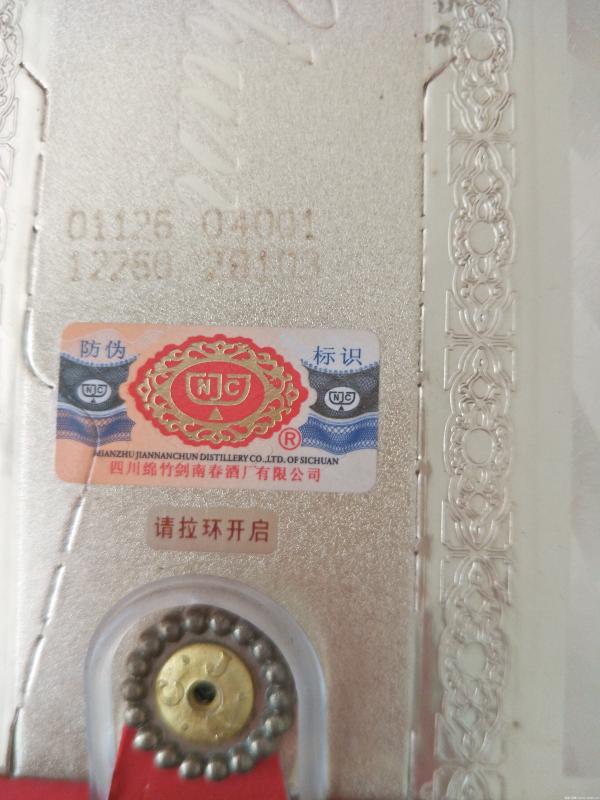 01126 04001
12260 28103
防伪
标识
NJC
NJC
NJC
®
MIANZHU JIANNANCHUN DISTILLERY CO.,LTD. OF SICHUAN
四川绵竹剑南春酒厂有限公司
请拉环开启